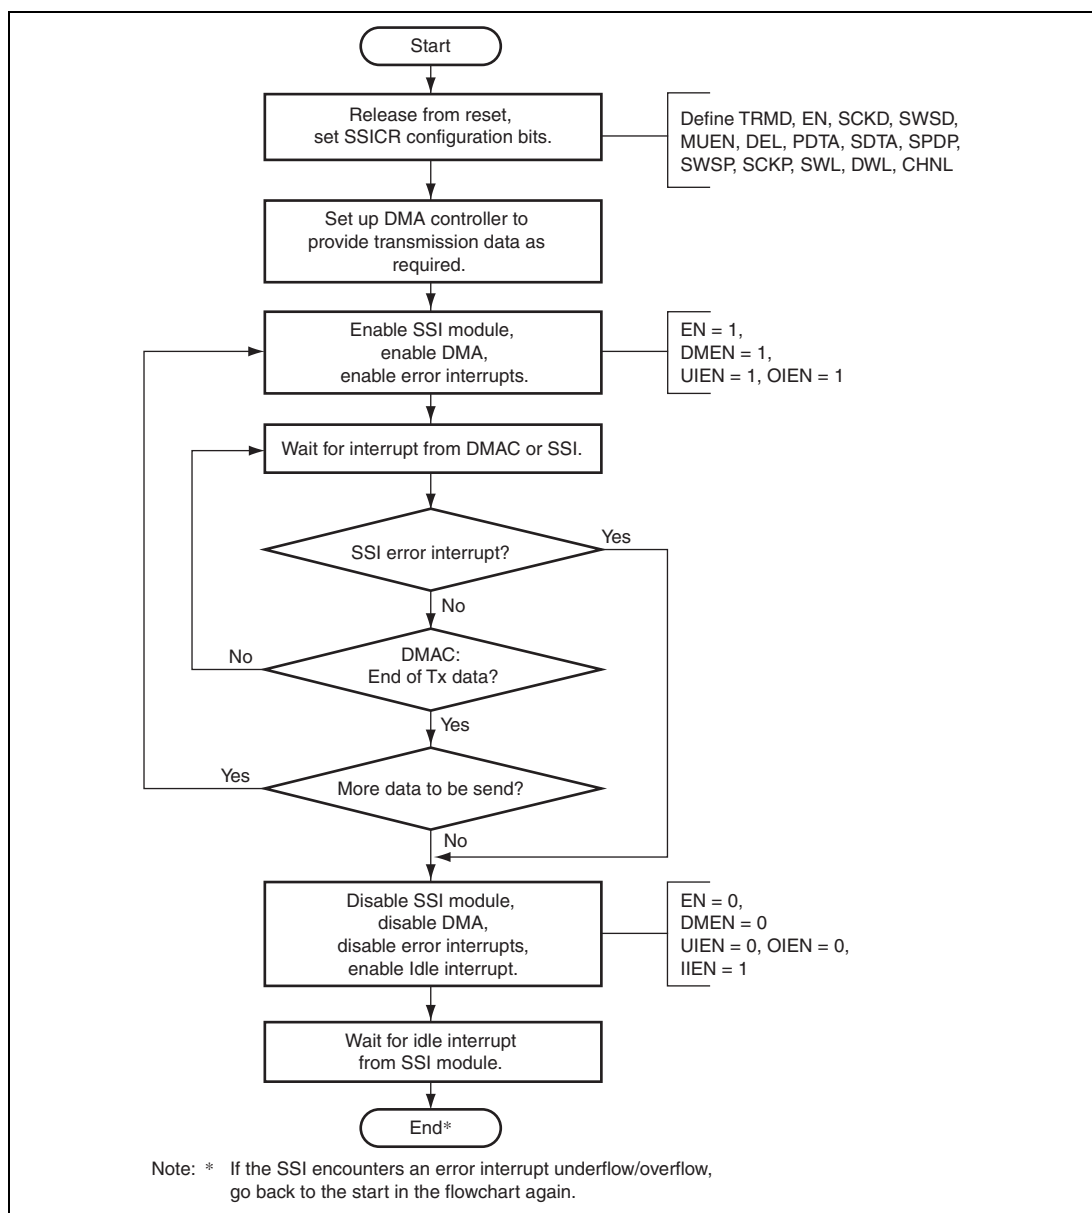 Start
Release from reset,
set SSICR configuration bits.
Define TRMD, EN, SCKD, SWSD,
MUEN, DEL, PDTA, SDTA, SPDP,
SWSP, SCKP, SWL, DWL, CHNL
Set up DMA controller to
provide transmission data as
required.
Enable SSI module,
enable DMA,
enable error interrupts.
EN = 1,
DMEN = 1,
UIEN = 1, OIEN = 1
Wait for interrupt from DMAC or SSI.
SSI error interrupt?
Yes
No
DMAC:
End of Tx data?
No
Yes
More data to be send?
Yes
No
Disable SSI module,
disable DMA,
disable error interrupts,
enable Idle interrupt.
EN = 0,
DMEN = 0
UIEN = 0, OIEN = 0,
IIEN = 1
Wait for idle interrupt
from SSI module.
End*
Note: * If the SSI encounters an error interrupt underflow/overflow,
go back to the start in the flowchart again.